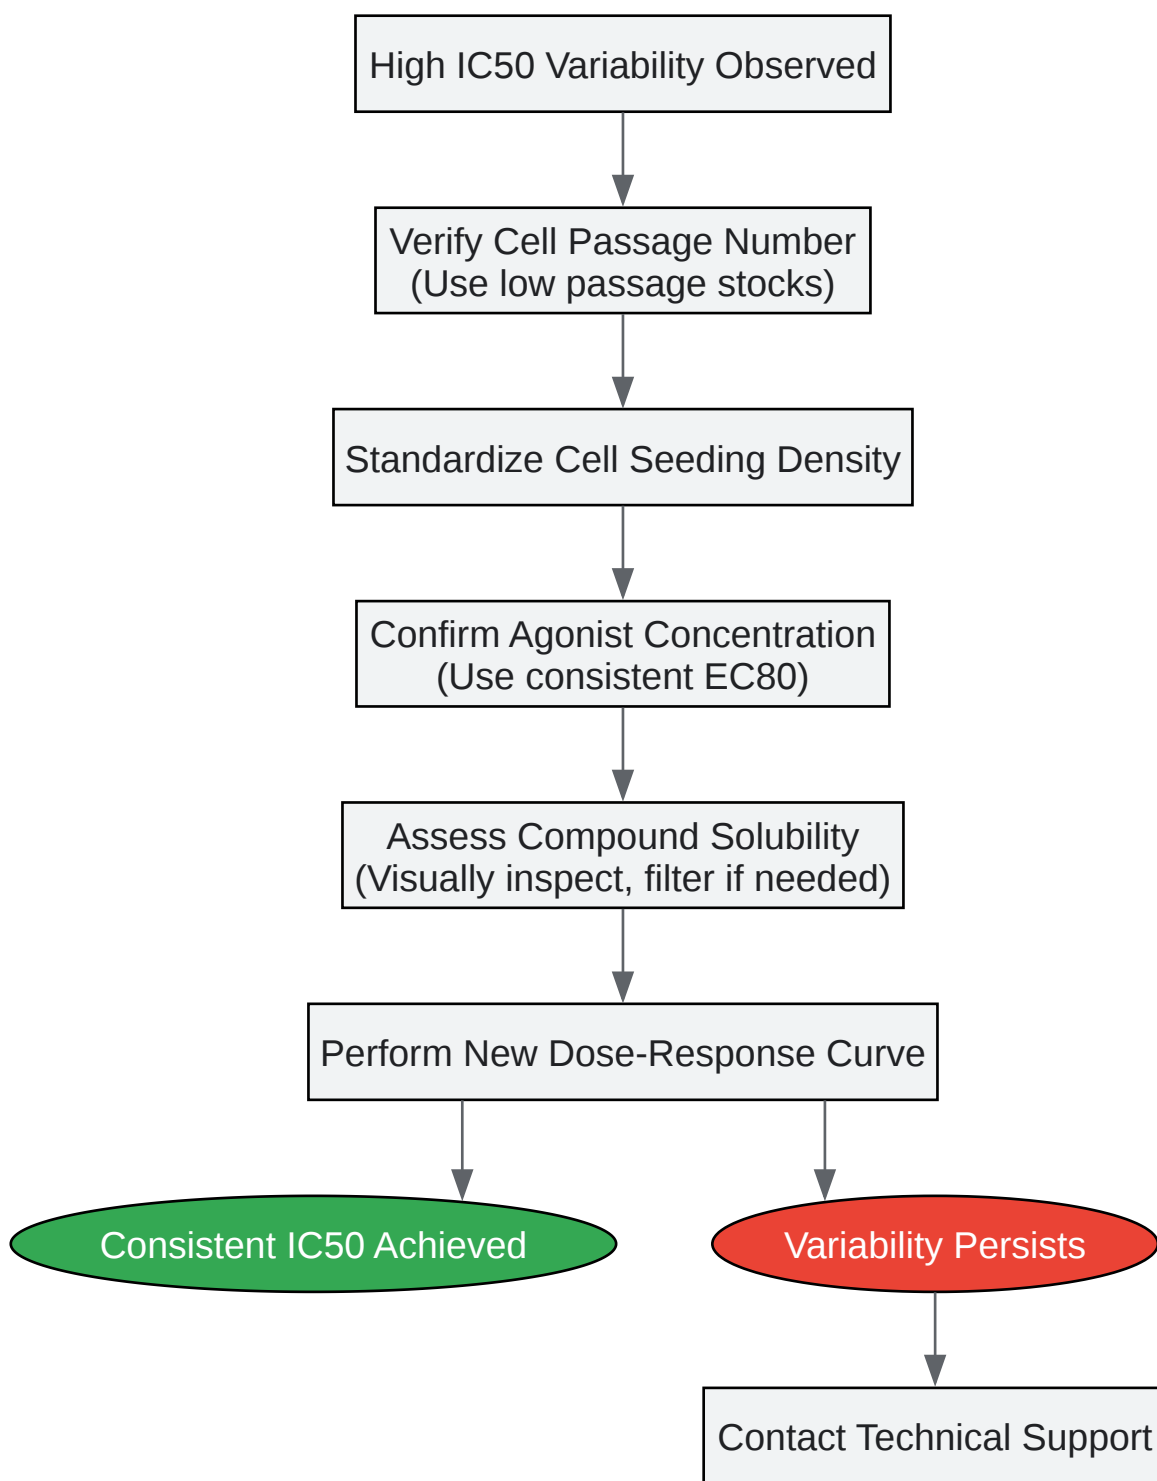 High IC50 Variability Observed
Verify Cell Passage Number
(Use low passage stocks)
Standardize Cell Seeding Density
Confirm Agonist Concentration
(Use consistent EC80)
Assess Compound Solubility
(Visually inspect, filter if needed)
Perform New Dose-Response Curve
Consistent IC50 Achieved
Variability Persists
Contact Technical Support